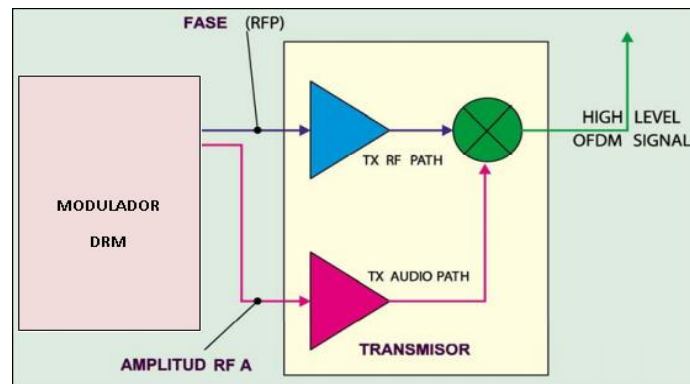 FASE (RFP)
MODULADOR
DRM
TX RF PATH
HIGH LEVEL
OFDM SIGNAL
TX AUDIO PATH
TRANSMISOR
AMPLITUD RF A